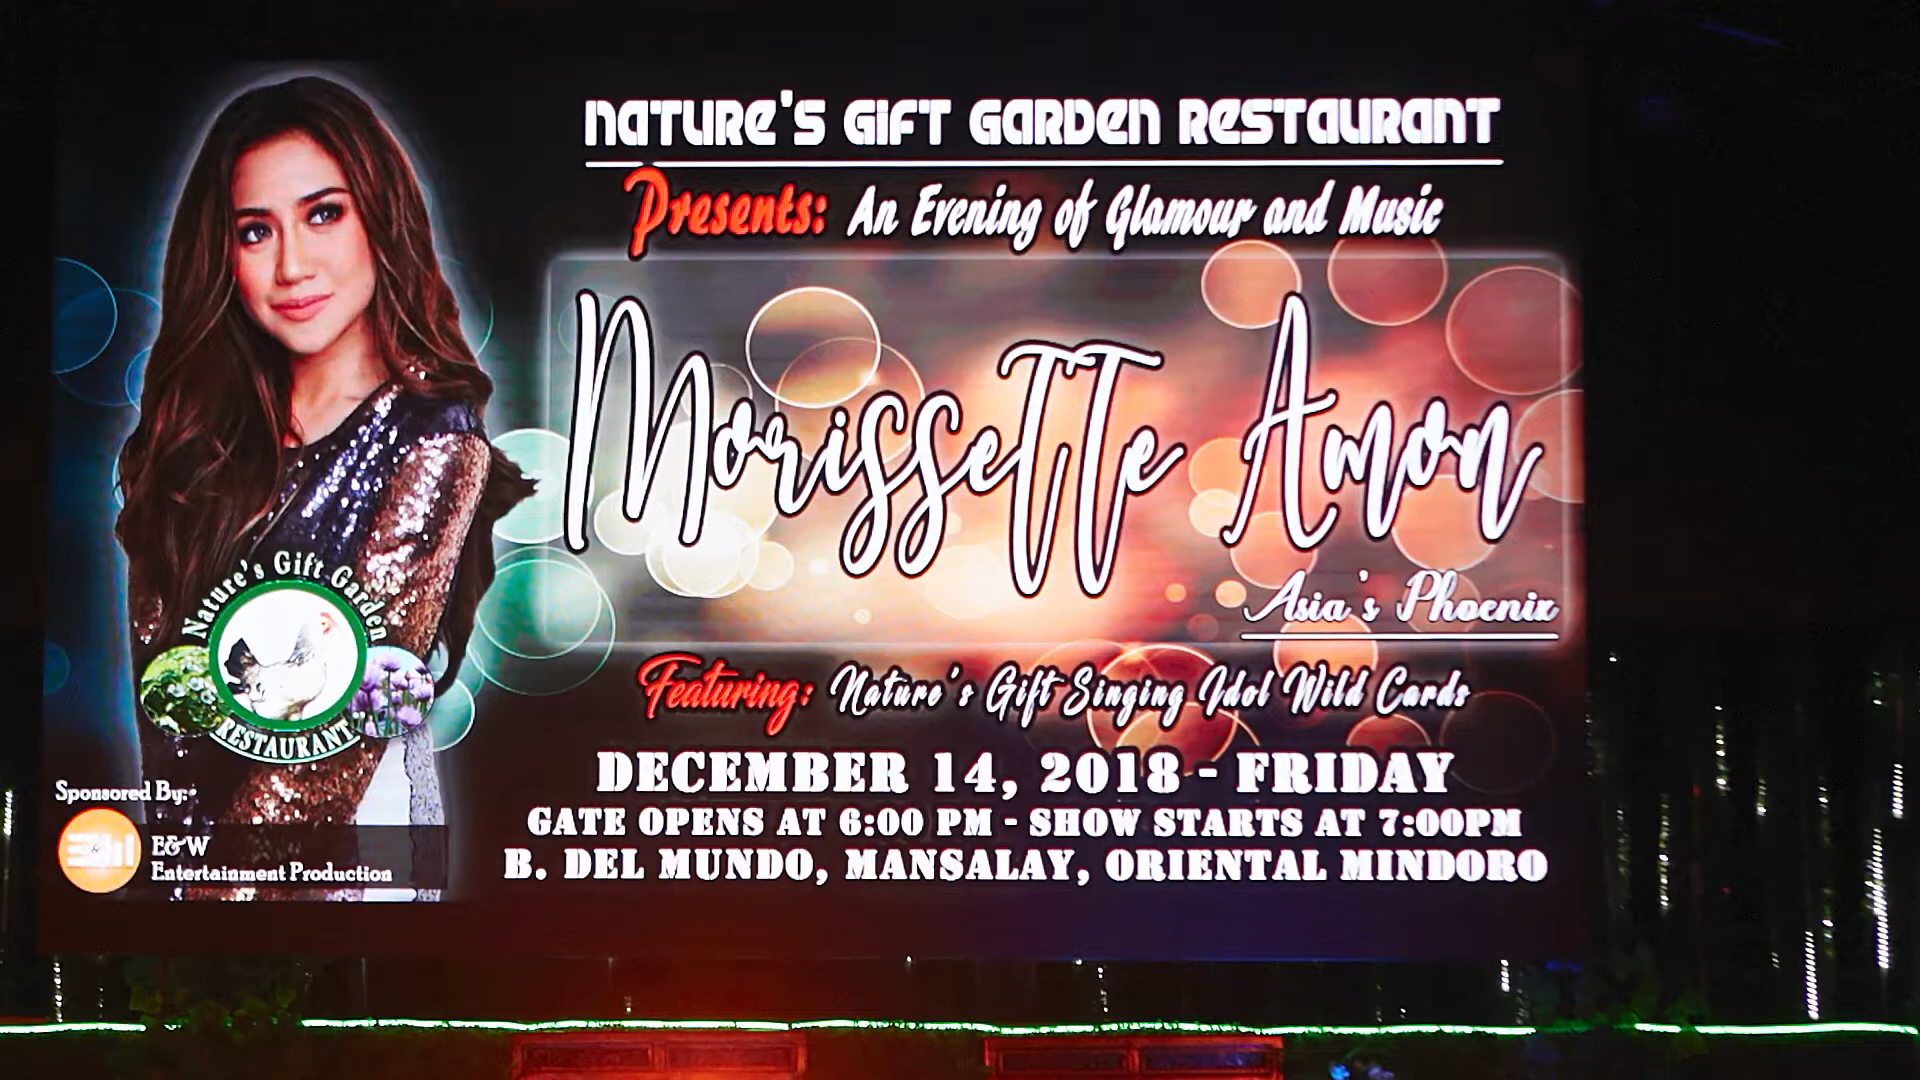 NATURE'S GIFT GARDEN RESTAURANT
Presents: An Evening of Glamour and Music
Morissette Amon
Asia's Phoenix
Featuring: Nature's Gift Singing Idol Wild Cards
DECEMBER 14, 2018 - FRIDAY
GATE OPENS AT 6:00 PM - SHOW STARTS AT 7:00PM
B. DEL MUNDO, MANSALAY, ORIENTAL MINDORO
Nature's Gift Garden
RESTAURANT
Sponsored By:
E&W
E&W
Entertainment Production